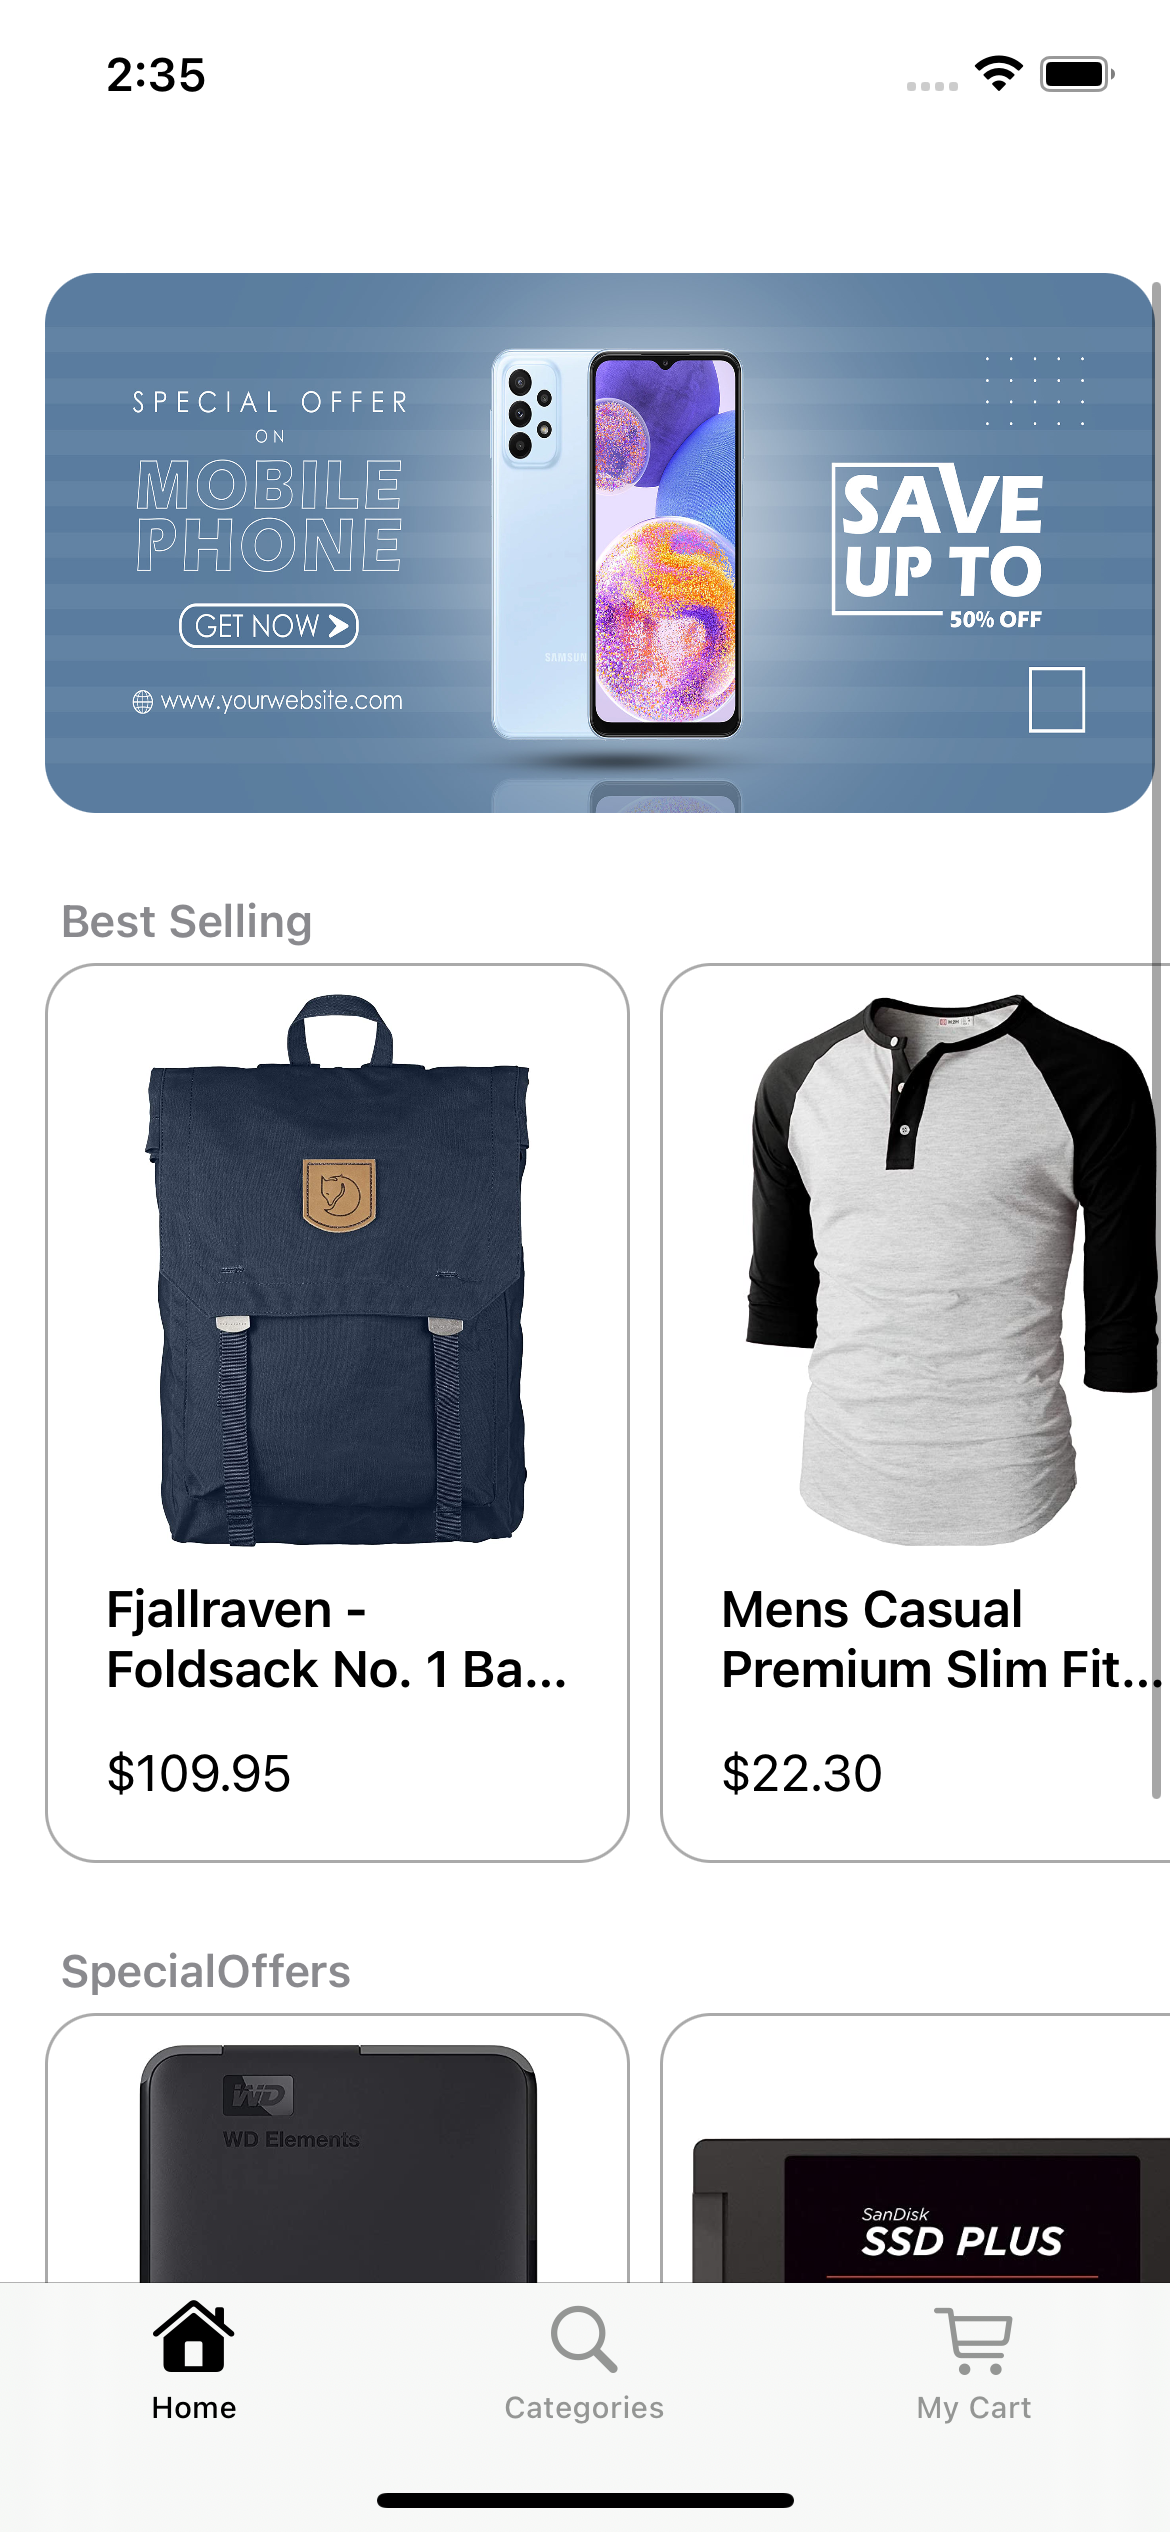 2:35
SPECIAL OFFER
ON
MOBILE
PHONE
GET NOW
www.yourwebsite.com
SAMSUN
SAVE
UP TO
50% OFF
Best Selling
Fjallraven -
Foldsack No. 1 Ba...
$109.95
Mens Casual
Premium Slim Fit...
$22.30
SpecialOffers
WD
WD Elements
SanDisk
SSD PLUS
Home
Categories
My Cart